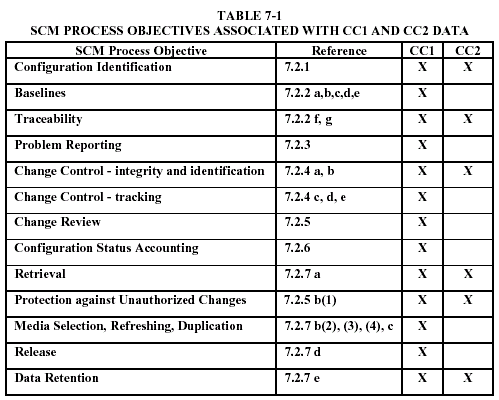 TABLE 7-1
SCM PROCESS OBJECTIVES ASSOCIATED WITH CC1 AND CC2 DATA
SCM Process Objective Reference CC1 CC2
Configuration Identification 7.2.1 X X
Baselines 7.2.2 a,b,c,d,e X
Traceability 7.2.2 f, g X X
Problem Reporting 7.2.3 X
Change Control - integrity and identification 7.2.4 a, b X X
Change Control - tracking 7.2.4 c, d, e X
Change Review 7.2.5 X
Configuration Status Accounting 7.2.6 X
Retrieval 7.2.7 a X X
Protection against Unauthorized Changes 7.2.5 b(1) X X
Media Selection, Refreshing, Duplication 7.2.7 b(2), (3), (4), c X
Release 7.2.7 d X
Data Retention 7.2.7 e X X